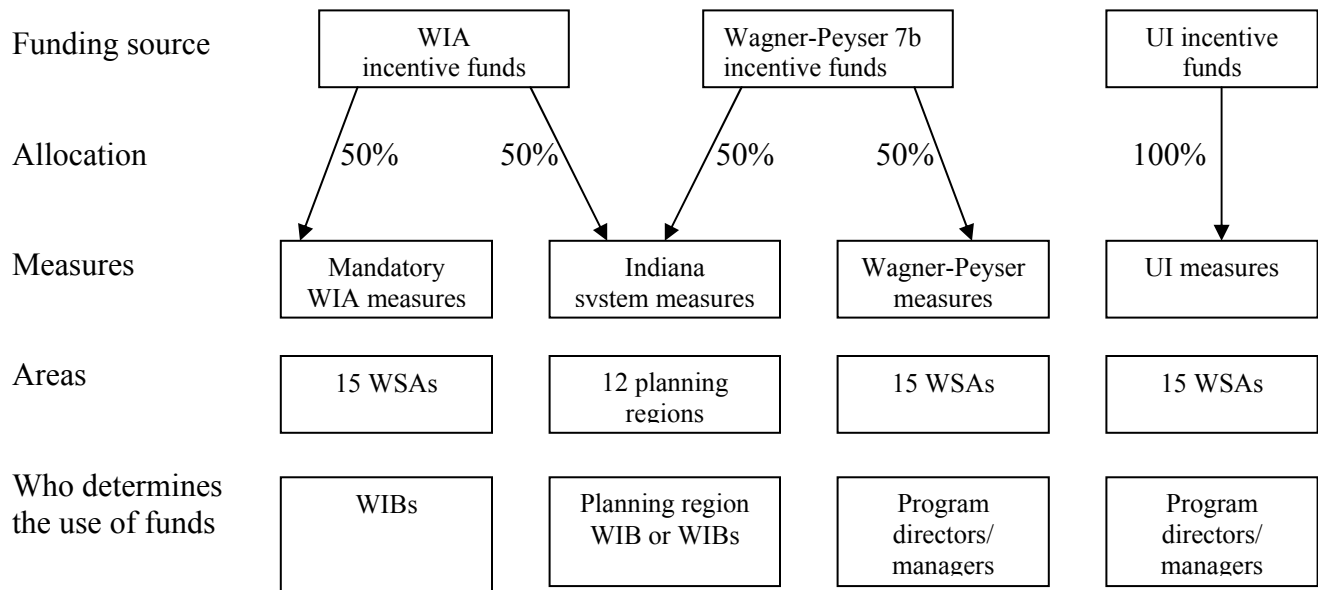 Funding source
WIA
incentive funds
Wagner-Peyser 7b
incentive funds
UI incentive
funds
Allocation
50%
50%
50%
50%
100%
Measures
Mandatory
WIA measures
Indiana
system measures
Wagner-Peyser
measures
UI measures
Areas
15 WSAs
12 planning
regions
15 WSAs
15 WSAs
Who determines
the use of funds
WIBs
Planning region
WIB or WIBs
Program
directors/
managers
Program
directors/
managers